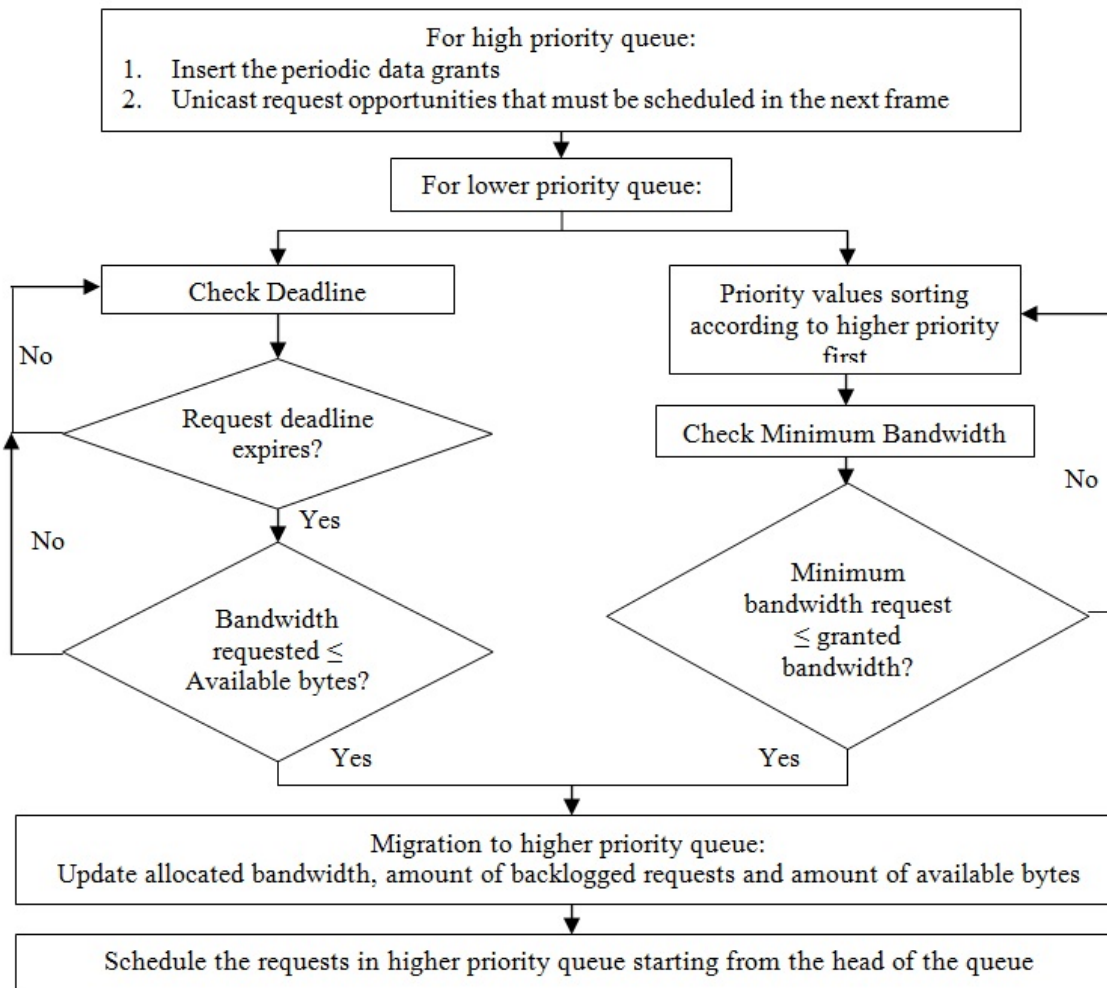 For high priority queue:
1. Insert the periodic data grants
2. Unicast request opportunities that must be scheduled in the next frame
For lower priority queue:
Check Deadline
No
Request deadline
expires?
Yes
No
Bandwidth
requested ≤
Available bytes?
Yes
Priority values sorting
according to higher priority
first
Check Minimum Bandwidth
No
Minimum
bandwidth request
≤ granted
bandwidth?
Yes
Migration to higher priority queue:
Update allocated bandwidth, amount of backlogged requests and amount of available bytes
Schedule the requests in higher priority queue starting from the head of the queue